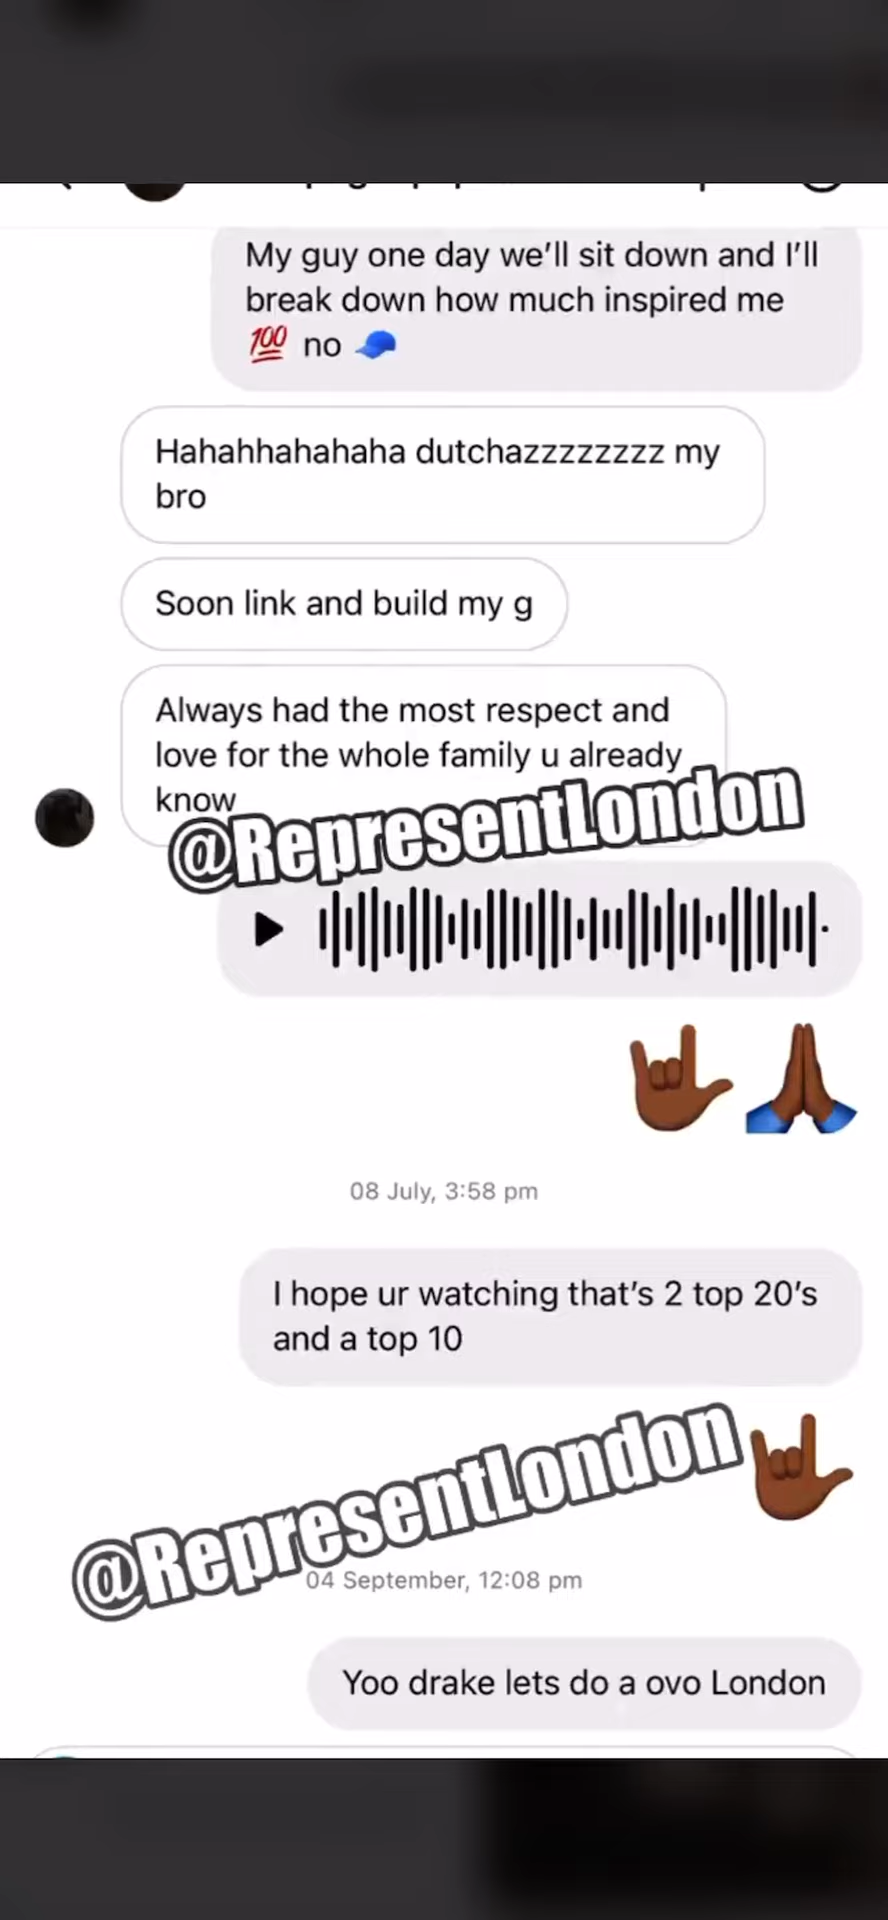 My guy one day we'll sit down and I'll
break down how much inspired me
💯 no 🧢
Hahahhahahaha dutchazzzzzzzz my
bro
Soon link and build my g
Always had the most respect and
love for the whole family u already
know
@RepresentLondon
08 July, 3:58 pm
I hope ur watching that's 2 top 20's
and a top 10
@RepresentLondon
04 September, 12:08 pm
Yoo drake lets do a ovo London